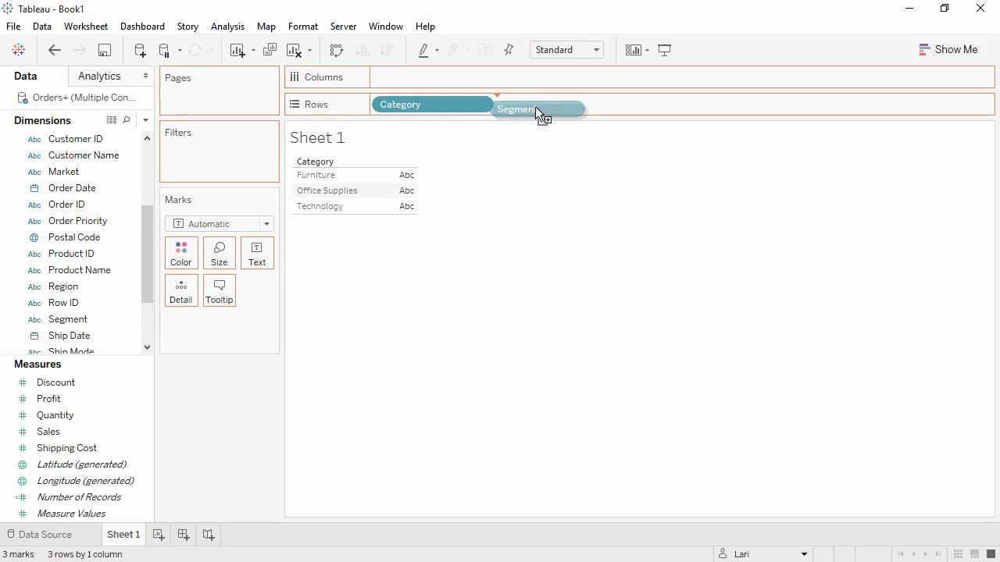 Tableau - Book1
File Data Worksheet Dashboard Story Analysis Map Format Server Window Help
Standard
Show Me
Data Analytics
Orders+ (Multiple Con...
Dimensions
Abc Customer ID
Abc Customer Name
Abc Market
Order Date
Abc Order ID
Abc Order Priority
Postal Code
Abc Product ID
Abc Product Name
Abc Region
Abc Row ID
Abc Segment
Ship Date
Abc Ship Mode
Measures
# Discount
# Profit
# Quantity
# Sales
# Shipping Cost
Latitude (generated)
Longitude (generated)
=# Number of Records
# Measure Values
Pages
Filters
Marks
T Automatic
Color Size Text
Detail Tooltip
Columns
Rows Category Segment
Sheet 1
Category
Furniture Abc
Office Supplies Abc
Technology Abc
Data Source Sheet 1
3 marks 3 rows by 1 column Lari